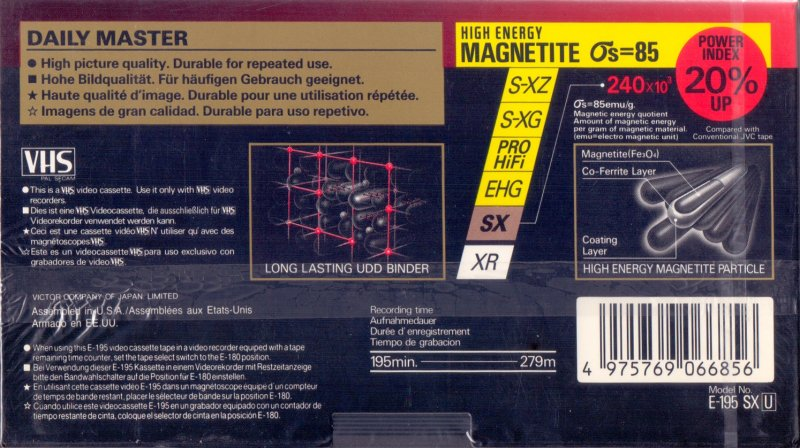 DAILY MASTER
● High picture quality. Durable for repeated use.
■ Hohe Bildqualität. Für häufigen Gebrauch geeignet.
★ Haute qualité d'image. Durable pour une utilisation répétée.
☆ Imagens de gran calidad. Durable para uso repetivo.
VHS
PAL SECAM
● This is a VHS video cassette. Use it only with VHS video
recorders.
■ Dies ist eine VHS Videocassette, die ausschließlich für VHS
Videorekorder verwendet werden kann.
★ Ceci est une cassette vidéo VHS N' utiliser qu' avec des
magnétoscopes VHS.
☆ Este es un videocassette VHS para uso exclusivo con
grabadores de video VHS.
LONG LASTING UDD BINDER
HIGH ENERGY
MAGNETITE σs=85
S-XZ
S-XG
PRO
HiFi
EHG
SX
XR
240×10³
σs=85emu/g.
Magnetic energy quotient
Amount of magnetic energy
per gram of magnetic material.
(emu=electro magnetic unit)
POWER
INDEX
20%
UP
Compared with
Conventional JVC tape
Magnetite(Fe₃O₄)
Co-Ferrite Layer
Coating
Layer
HIGH ENERGY MAGNETITE PARTICLE
VICTOR COMPANY OF JAPAN, LIMITED
Assembled in U.S.A./Assemblées aux Etats-Unis
Armado en EE.UU.
● When using this E-195 video cassette tape in a video recorder equiped with a tape
remaining time counter, set the tape select switch to the E-180 position.
■ Bei Verwendung dieser E-195 Kassette in einem Videorekorder mit Restzeitanzeige
bitte den Bandwahlschalter auf die Position für E-180 einstellen.
★ En utilisant cette cassette video E-195 dans un magnétoscope equipé d'un compteur
de temps de bande restant, placer le sélecteur de bande sur la position E-180.
☆ Cuando utilice este videocassette E-195 en un grabador equipado con un contador de
tiempo restante de cinta, coloque el selector de cinta en la posición E-180.
Recording time
Aufnahmedauer
Durée d' enregistrement
Tiempo de grabacion
195min. 279m
4 975769 066856
Model No.
E-195 SX U